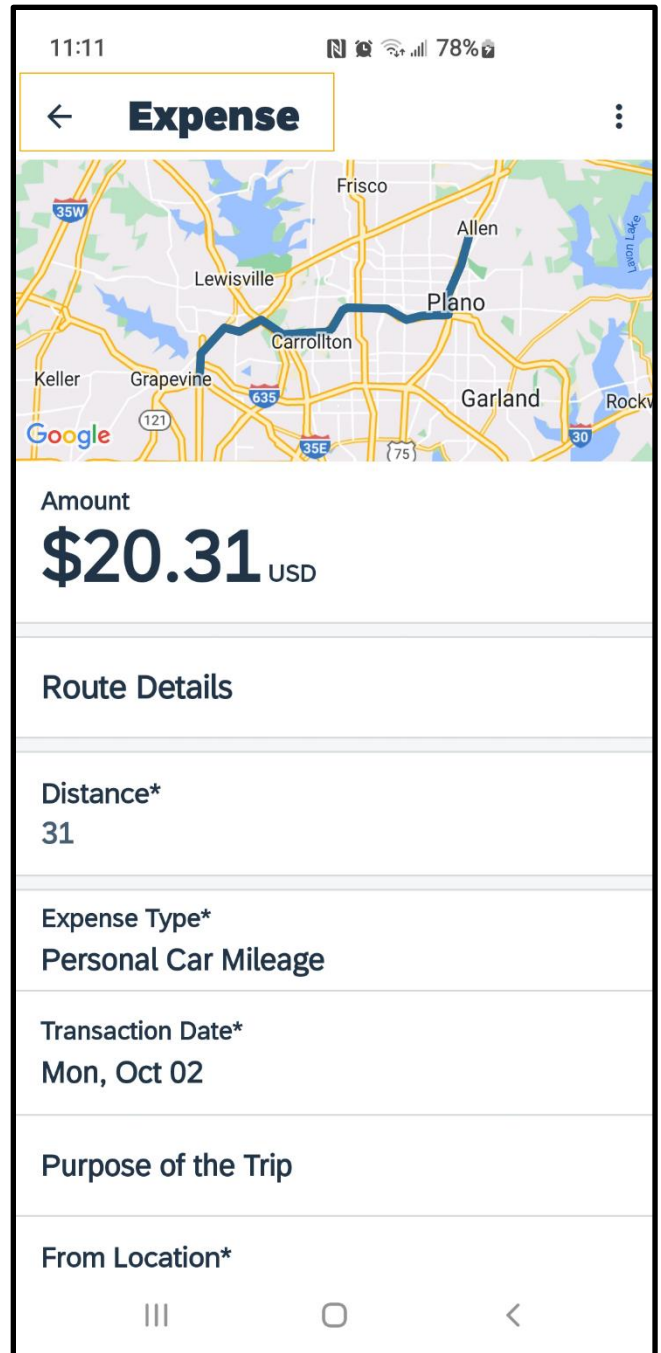 11:11 78%
Expense
Frisco
35W
Allen
Lavon Lake
Lewisville
Plano
Carrollton
Keller Grapevine
635
Garland Rockw
121
Google
35E
75
30
Amount
$20.31 USD
Route Details
Distance*
31
Expense Type*
Personal Car Mileage
Transaction Date*
Mon, Oct 02
Purpose of the Trip
From Location*